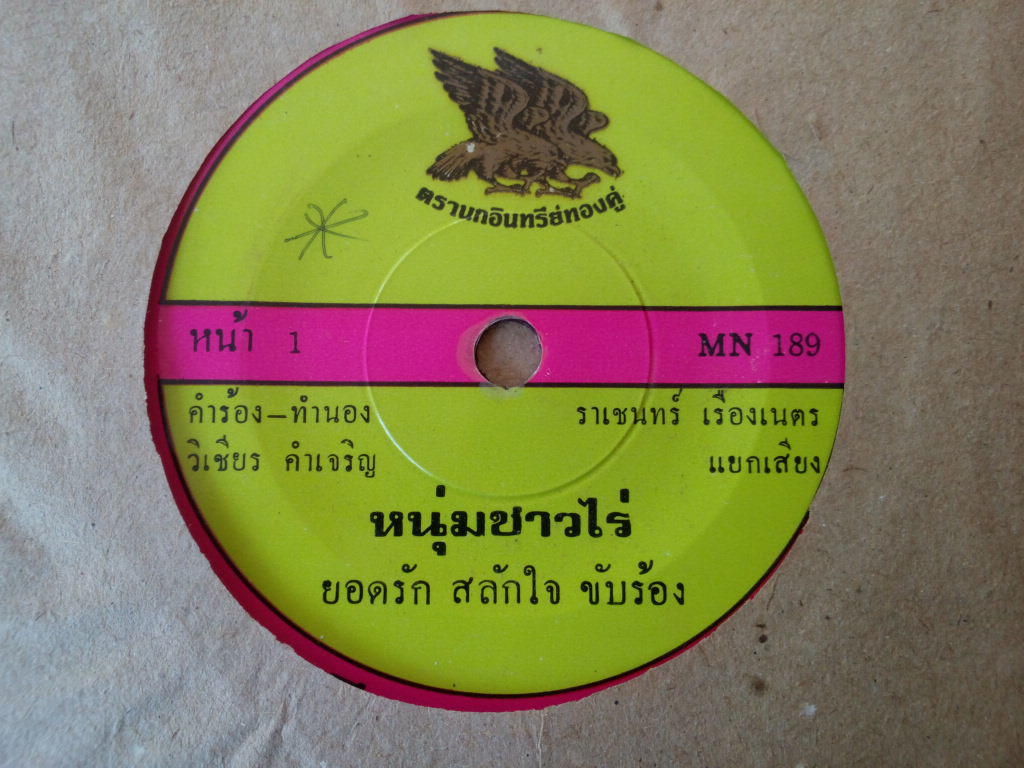 ตรานกอินทรีย์ทองคู่
หน้า 1
MN 189
คำร้อง–ทำนอง
ราเชนทร์ เรืองเนตร
วิเชียร คำเจริญ
แยกเสียง
หนุ่มชาวไร่
ยอดรัก สลักใจ ขับร้อง